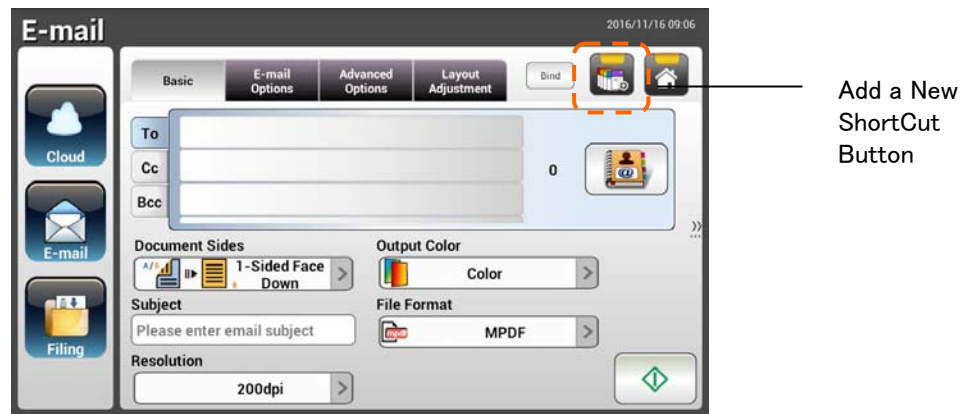 E-mail
2016/11/16 09:06
Basic
E-mail
Options
Advanced
Options
Layout
Adjustment
Bind
Add a New
ShortCut
Button
Cloud
E-mail
Filing
To
Cc
Bcc
0
Document Sides
1-Sided Face
Down
Output Color
Color
Subject
Please enter email subject
File Format
MPDF
Resolution
200dpi